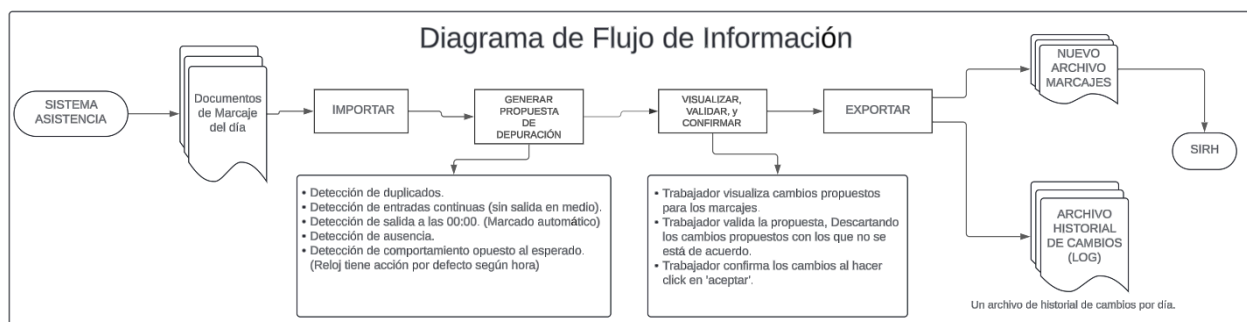 Diagrama de Flujo de Información
SISTEMA
ASISTENCIA
Documentos
de Marcaje
del día
IMPORTAR
GENERAR
PROPUESTA
DE
DEPURACIÓN
VISUALIZAR,
VALIDAR, y
CONFIRMAR
EXPORTAR
NUEVO
ARCHIVO
MARCAJES
SIRH
• Detección de duplicados.
• Detección de entradas continuas (sin salida en medio).
• Detección de salida a las 00:00. (Marcado automático)
• Detección de ausencia.
• Detección de comportamiento opuesto al esperado.
(Reloj tiene acción por defecto según hora)
• Trabajador visualiza cambios propuestos
para los marcajes.
• Trabajador valida la propuesta, Descartando
los cambios propuestos con los que no se
está de acuerdo.
• Trabajador confirma los cambios al hacer
click en 'aceptar'.
ARCHIVO
HISTORIAL
DE CAMBIOS
(LOG)
Un archivo de historial de cambios por día.